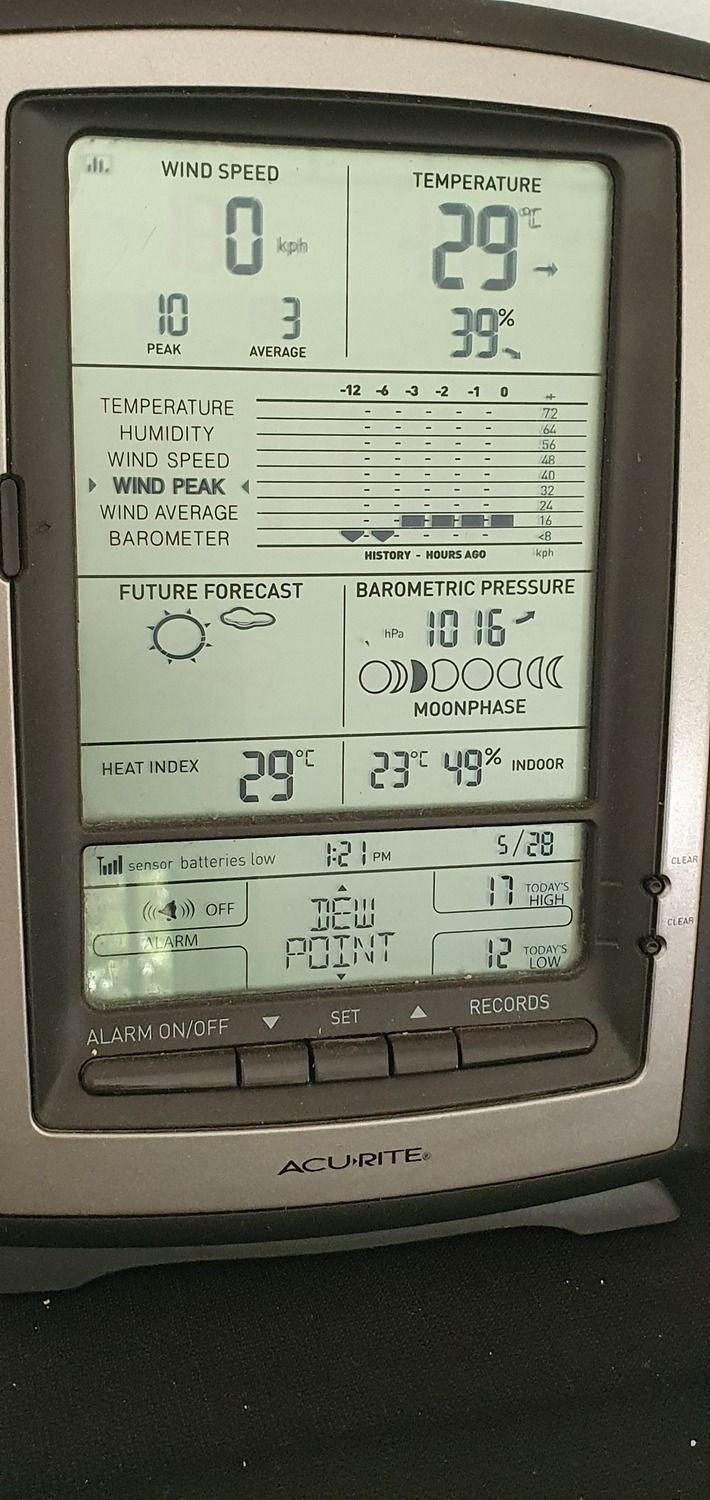 WIND SPEED
0 kph
10 3
PEAK AVERAGE
TEMPERATURE
29 °C
39%
-12 -6 -3 -2 -1 0
TEMPERATURE 72
HUMIDITY 64
56
WIND SPEED 48
40
WIND PEAK 32
WIND AVERAGE 24
16
BAROMETER <8
HISTORY - HOURS AGO kph
FUTURE FORECAST
BAROMETRIC PRESSURE
hPa 1016
MOONPHASE
HEAT INDEX 29°C
23°C 49% INDOOR
sensor batteries low 1:21 PM 5/28
OFF
ALARM
DEW
POINT
17 TODAY'S
HIGH
12 TODAY'S
LOW
CLEAR
CLEAR
ALARM ON/OFF SET RECORDS
ACURITE®